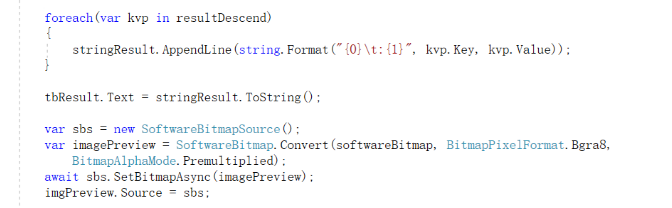 foreach(var kvp in resultDescend)
{
stringResult.AppendLine(string.Format("{0}\t:{1}", kvp.Key, kvp.Value));
}
tbResult.Text = stringResult.ToString();
var sbs = new SoftwareBitmapSource();
var imagePreview = SoftwareBitmap.Convert(softwareBitmap, BitmapPixelFormat.Bgra8,
BitmapAlphaMode.Premultiplied);
await sbs.SetBitmapAsync(imagePreview);
imgPreview.Source = sbs;